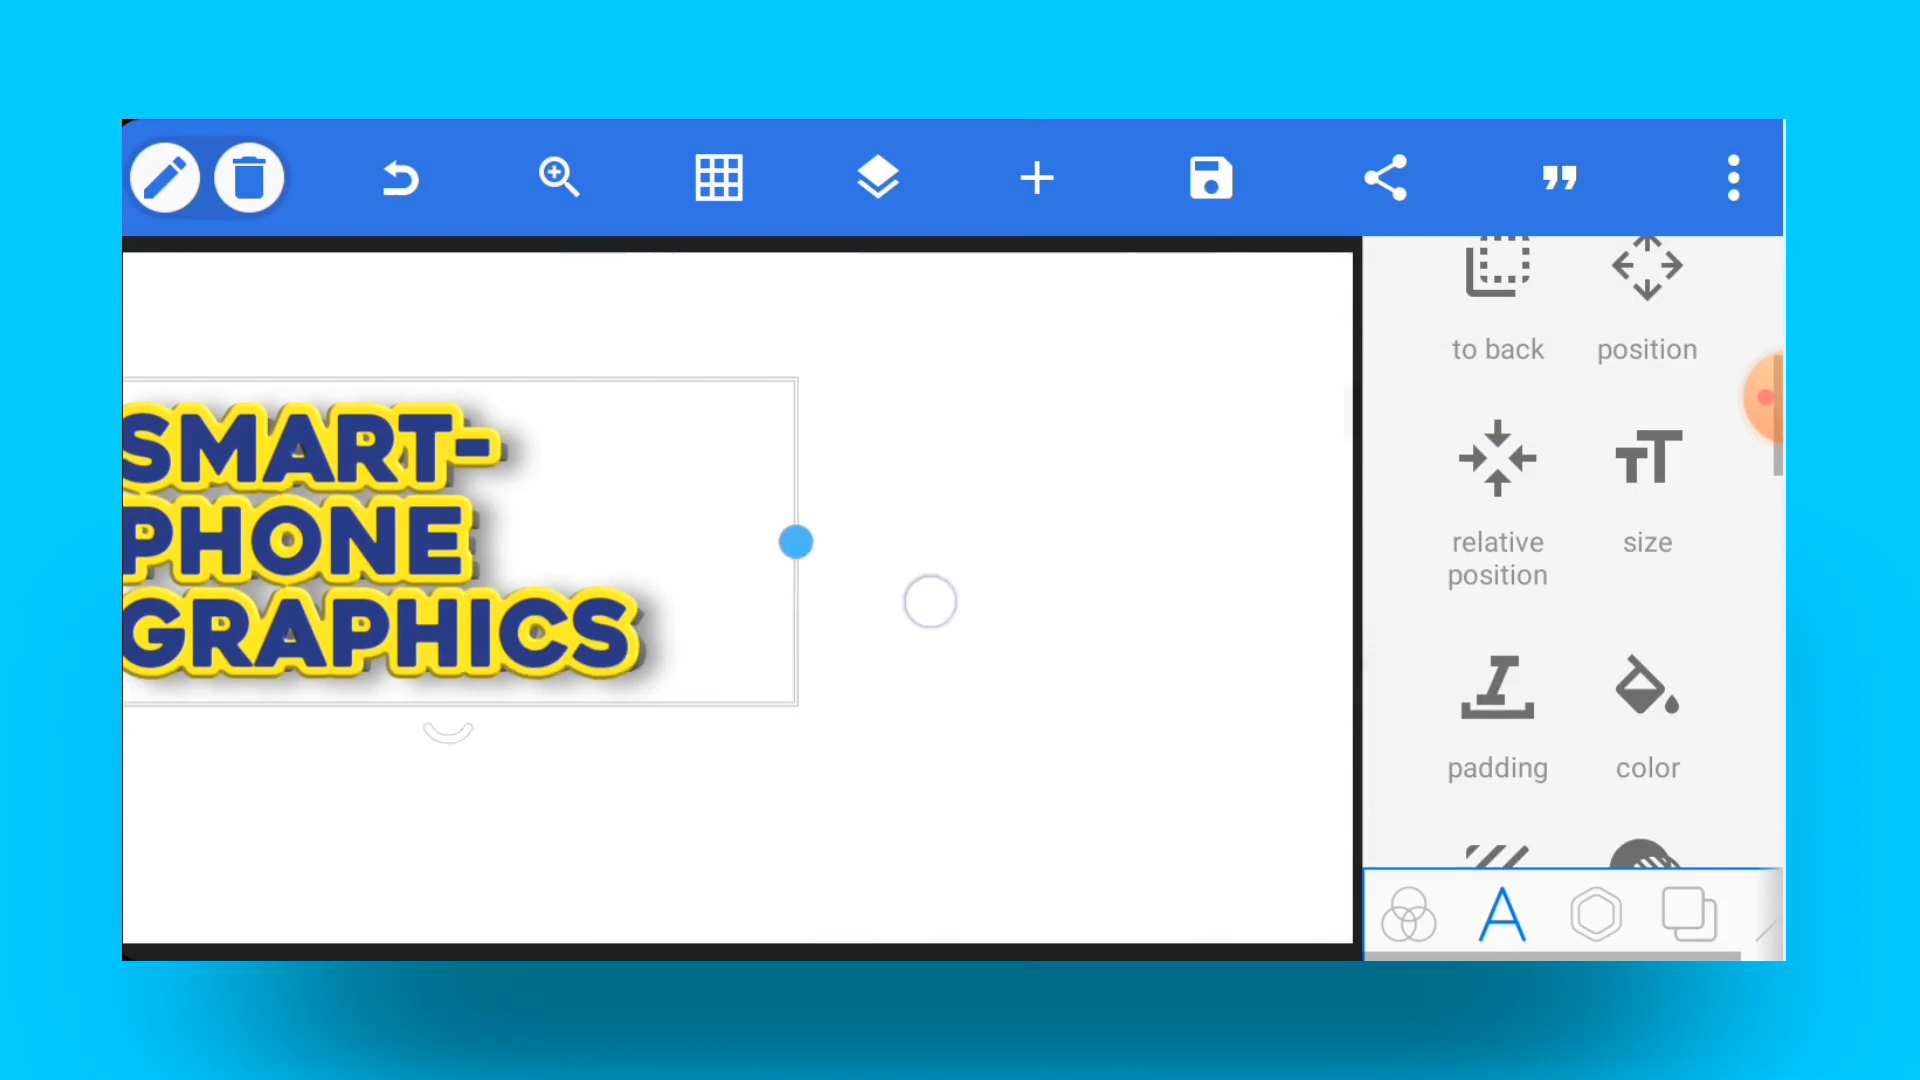 to back
position
SMART-
PHONE
GRAPHICS
relative
position
size
padding
color